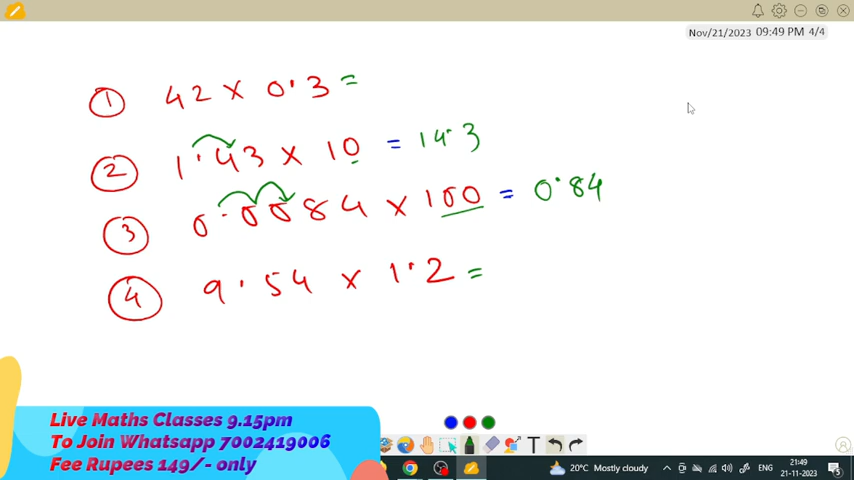 Nov/21/2023 09:49 PM 4/4
① 42 × 0.3 =
② 1.43 × 10 = 14.3
③ 0.0084 × 100 = 0.84
④ 9.54 × 1.2 =
Live Maths Classes 9.15pm
To Join Whatsapp 7002419006
Fee Rupees 149/- only
T
20°C Mostly cloudy
ENG
21:49
21-11-2023
5